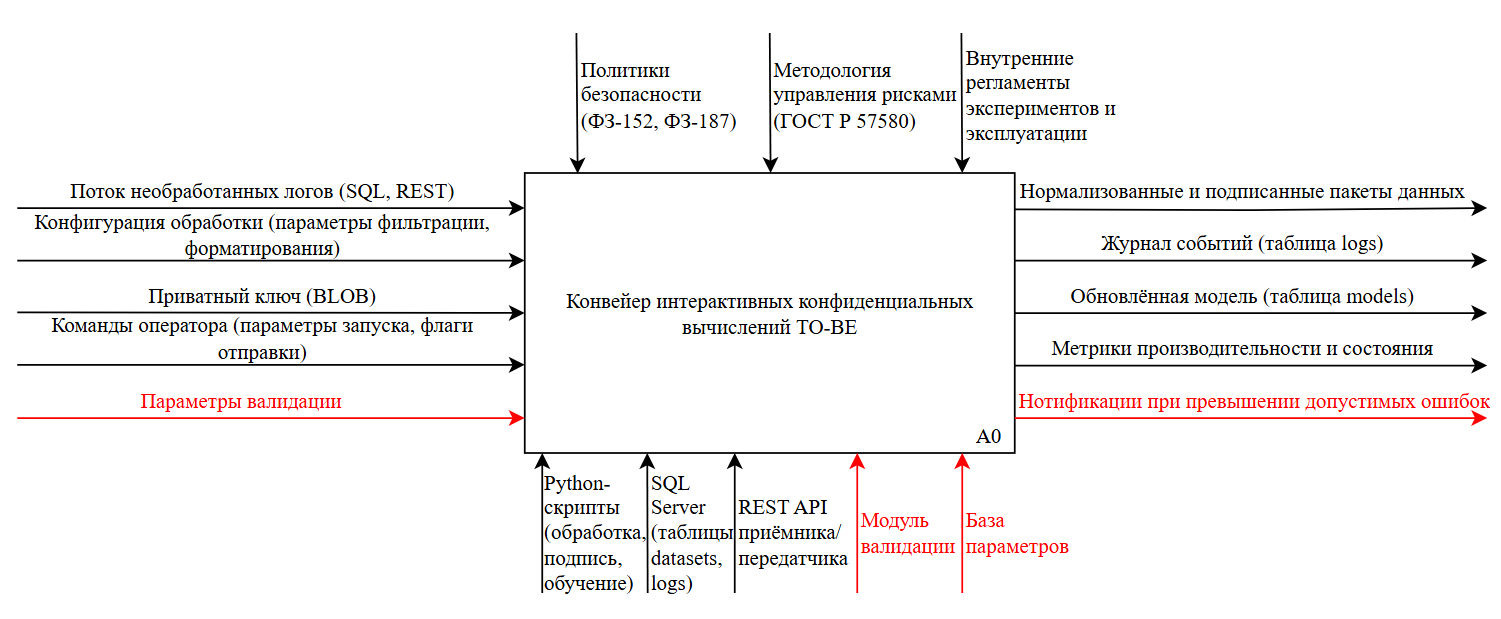 Политики
безопасности
(ФЗ-152, ФЗ-187)
Методология
управления рисками
(ГОСТ Р 57580)
Внутренние
регламенты
экспериментов и
эксплуатации
Поток необработанных логов (SQL, REST)
Конфигурация обработки (параметры фильтрации,
форматирования)
Приватный ключ (BLOB)
Команды оператора (параметры запуска, флаги
отправки)
Параметры валидации
Конвейер интерактивных конфиденциальных
вычислений TO-BE
A0
Нормализованные и подписанные пакеты данных
Журнал событий (таблица logs)
Обновлённая модель (таблица models)
Метрики производительности и состояния
Нотификации при превышении допустимых ошибок
Python-
скрипты
(обработка,
подпись,
обучение)
SQL
Server
(таблицы
datasets,
logs)
REST API
приёмника/
передатчика
Модуль
валидации
База
параметров